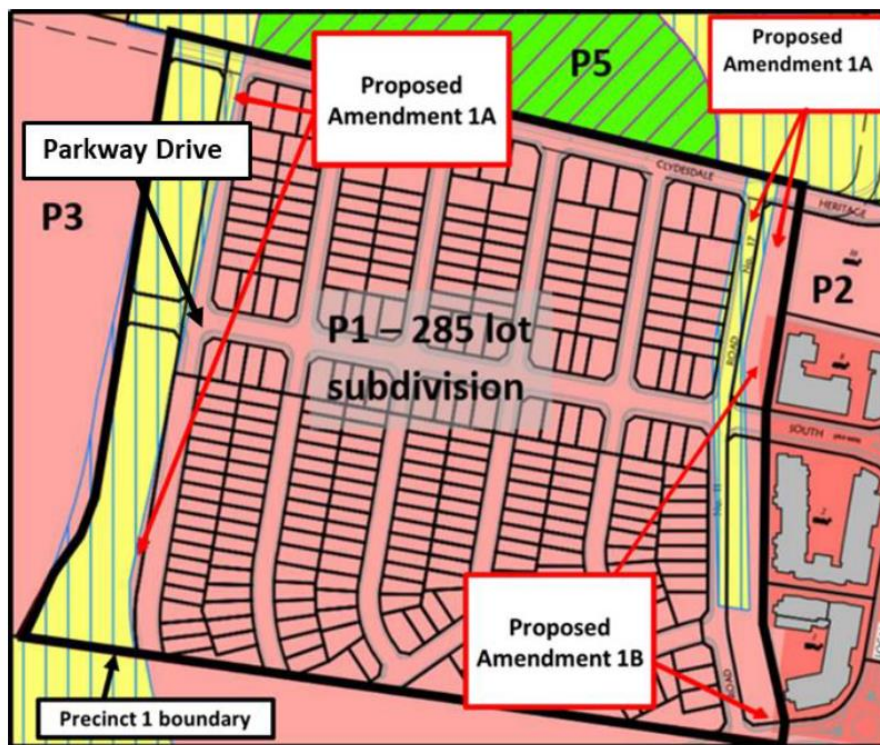 P5
Proposed
Amendment 1A
Proposed
Amendment 1A
Parkway Drive
CLYDESDALE
HERITAGE
P3
P2
ROAD
P1 – 285 lot
subdivision
SOUTH
Proposed
Amendment 1B
ROAD
Precinct 1 boundary